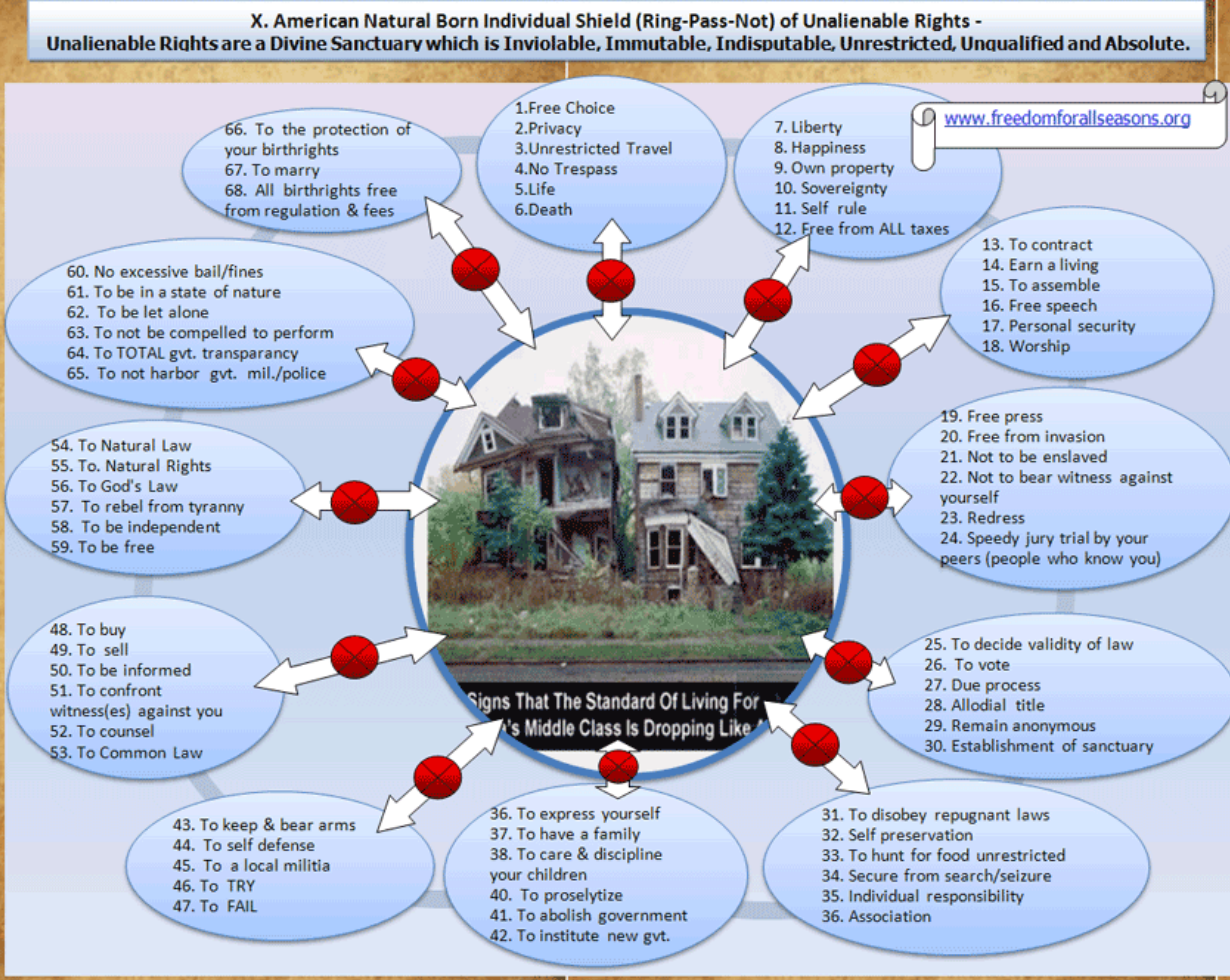 X. American Natural Born Individual Shield (Ring-Pass-Not) of Unalienable Rights -
Unalienable Rights are a Divine Sanctuary which is Inviolable, Immutable, Indisputable, Unrestricted, Unqualified and Absolute.
www.freedomforallseasons.org
1.Free Choice
2.Privacy
3.Unrestricted Travel
4.No Trespass
5.Life
6.Death
7. Liberty
8. Happiness
9. Own property
10. Sovereignty
11. Self rule
12. Free from ALL taxes
13. To contract
14. Earn a living
15. To assemble
16. Free speech
17. Personal security
18. Worship
19. Free press
20. Free from invasion
21. Not to be enslaved
22. Not to bear witness against
yourself
23. Redress
24. Speedy jury trial by your
peers (people who know you)
25. To decide validity of law
26. To vote
27. Due process
28. Allodial title
29. Remain anonymous
30. Establishment of sanctuary
31. To disobey repugnant laws
32. Self preservation
33. To hunt for food unrestricted
34. Secure from search/seizure
35. Individual responsibility
36. Association
36. To express yourself
37. To have a family
38. To care & discipline
your children
40. To proselytize
41. To abolish government
42. To institute new gvt.
43. To keep & bear arms
44. To self defense
45. To a local militia
46. To TRY
47. To FAIL
48. To buy
49. To sell
50. To be informed
51. To confront
witness(es) against you
52. To counsel
53. To Common Law
54. To Natural Law
55. To. Natural Rights
56. To God's Law
57. To rebel from tyranny
58. To be independent
59. To be free
60. No excessive bail/fines
61. To be in a state of nature
62. To be let alone
63. To not be compelled to perform
64. To TOTAL gvt. transparancy
65. To not harbor gvt. mil./police
66. To the protection of
your birthrights
67. To marry
68. All birthrights free
from regulation & fees
Signs That The Standard Of Living For
's Middle Class Is Dropping Like